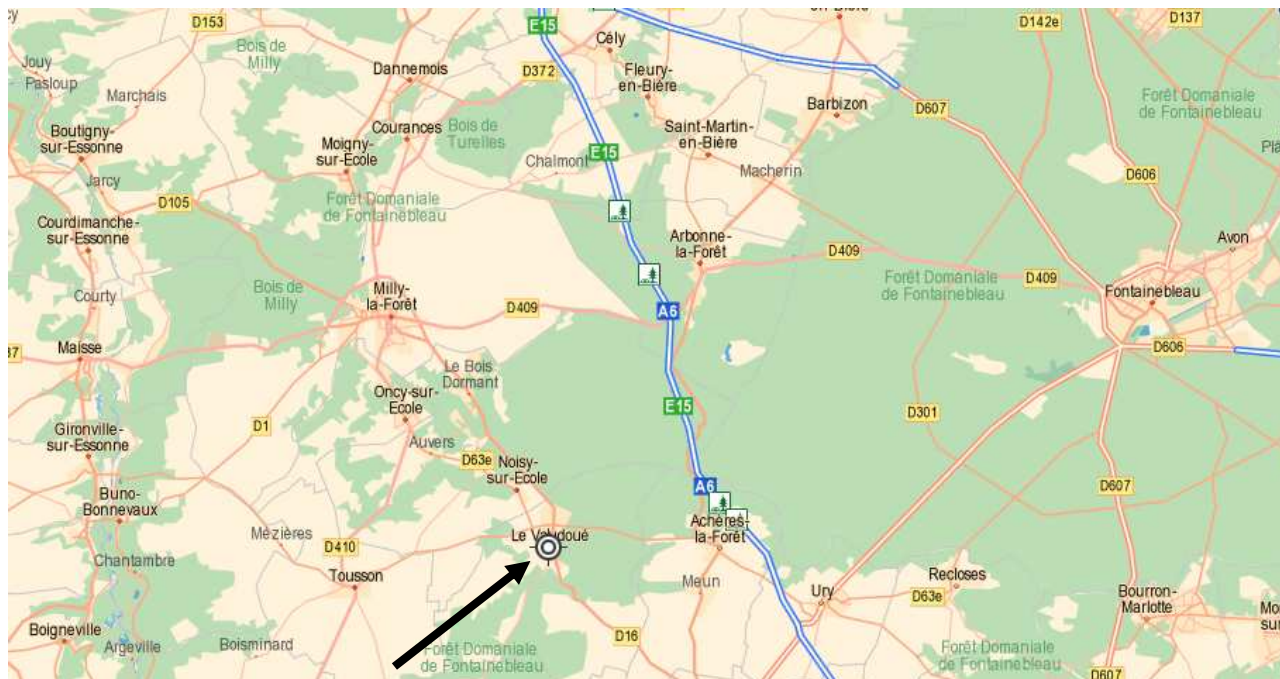 D153
E15
en-Bière
D142e
D137
Bois de
Milly
Cély
Jouy
Pasloup
Dannemois
D372
Fleury-
en-Bière
Marchais
Barbizon
D607
Forêt Domaniale
de Fontainebleau
Boutigny-
sur-Essonne
Courances
Bois de
Turelles
Saint-Martin
en-Bière
Moigny-
sur-Ecole
Chalmont
E15
Macherin
D606
Jarcy
D105
Forêt Domaniale
de Fontainebleau
Courdimanche-
sur-Essonne
Arbonne-
la-Forêt
D409
Avon
Forêt Domaniale
de Fontainebleau
D409
Courty
Bois de
Milly
Milly-
la-Forêt
D409
A6
Fontainebleau
Maisse
D606
Le Bois
Dormant
Oncy-sur-
Ecole
E15
D301
D1
Gironville-
sur-Essonne
Auvers
D63e
Noisy-
sur-Ecole
A6
D607
Buno-
Bonnevaux
Mézières
Le Vaudoué
Achères-
la-Forêt
D410
Chantambre
Tousson
Meun
Ury
Recloses
D63e
Bourron-
Marlotte
Boigneville
Argeville
Boisminard
D16
Forêt Domaniale
de Fontainebleau
Forêt Domaniale
de Fontainebleau
D607